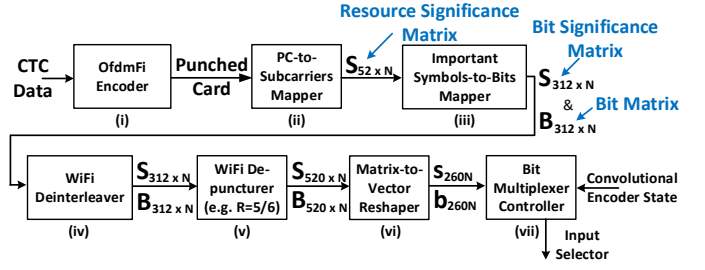 Resource Significance
Matrix
Bit Significance
Matrix
CTC
Data
OfdmFi
Encoder
Punched
Card
PC-to-
Subcarriers
Mapper
S52 x N
Important
Symbols-to-Bits
Mapper
S312 x N
&
B312 x N
Bit Matrix
(i)
(ii)
(iii)
WiFi
Deinterleaver
S312 x N
B312 x N
WiFi De-
puncturer
(e.g. R=5/6)
S520 x N
B520 x N
Matrix-to-
Vector
Reshaper
s260N
b260N
Bit
Multiplexer
Controller
Convolutional
Encoder State
(iv)
(v)
(vi)
(vii)
Input
Selector